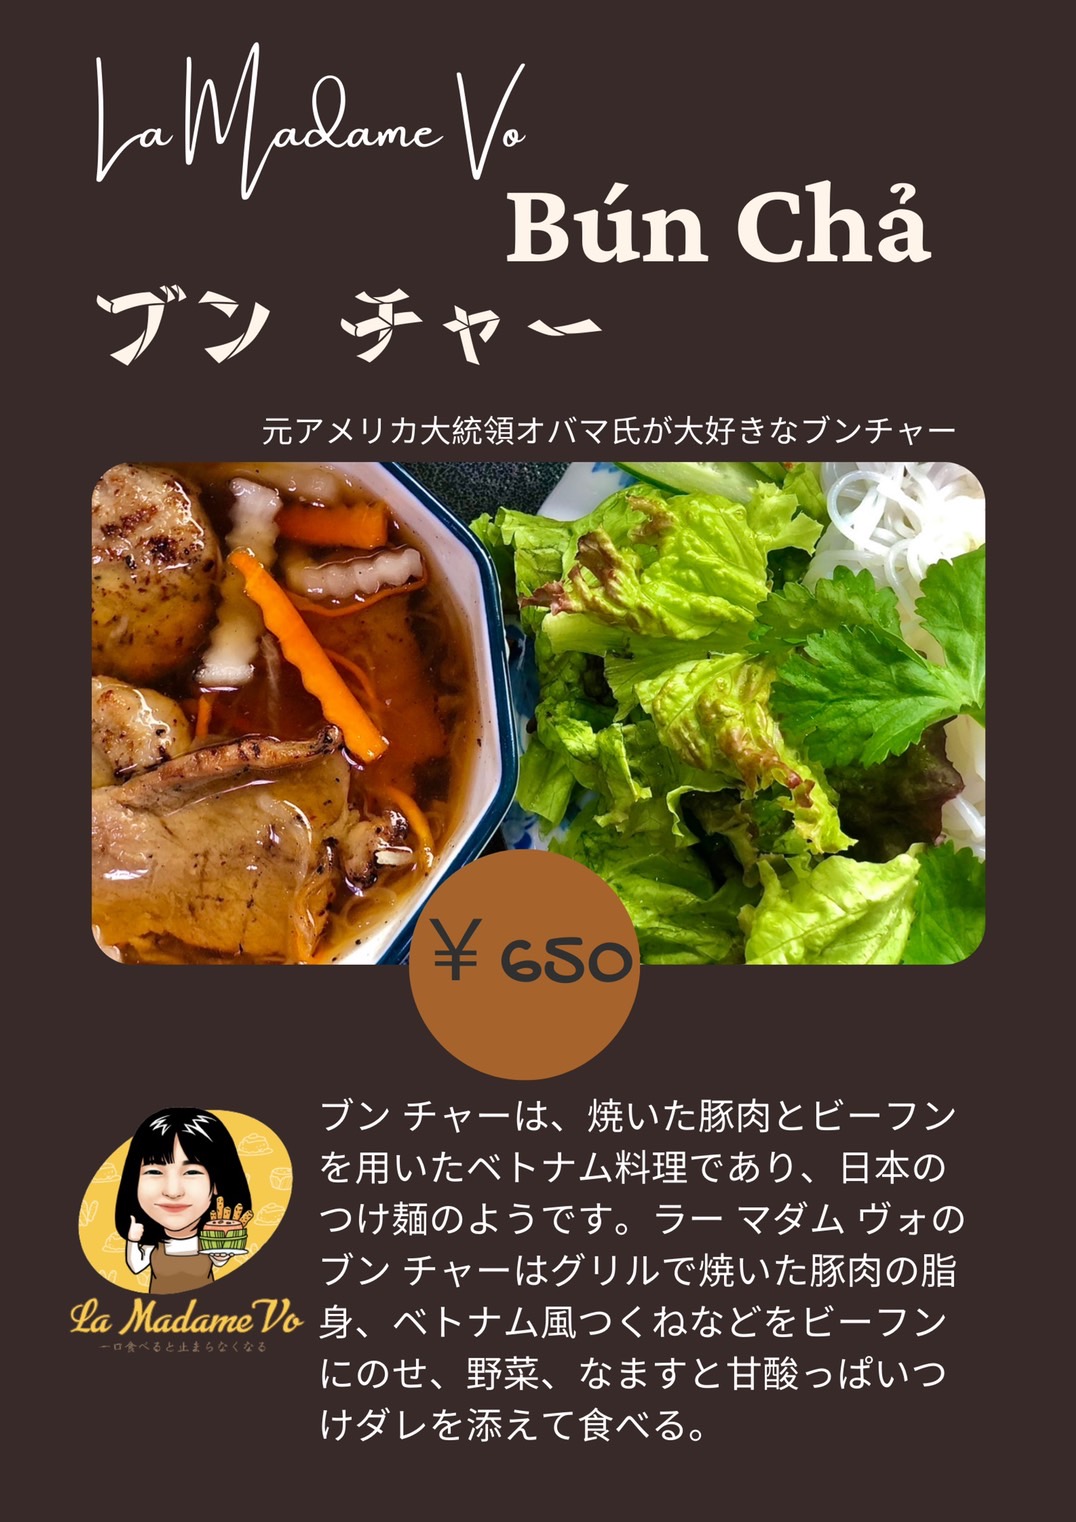 La Madame Vo
Bún Chả
ブン チャー
元アメリカ大統領オバマ氏が大好きなブンチャー
￥650
ブン チャーは、焼いた豚肉とビーフン
を用いたベトナム料理であり、日本の
つけ麺のようです。ラー マダム ヴォの
ブン チャーはグリルで焼いた豚肉の脂
身、ベトナム風つくねなどをビーフン
にのせ、野菜、なますと甘酸っぱいつ
けダレを添えて食べる。
La Madame Vo
一口食べると止まらなくなる